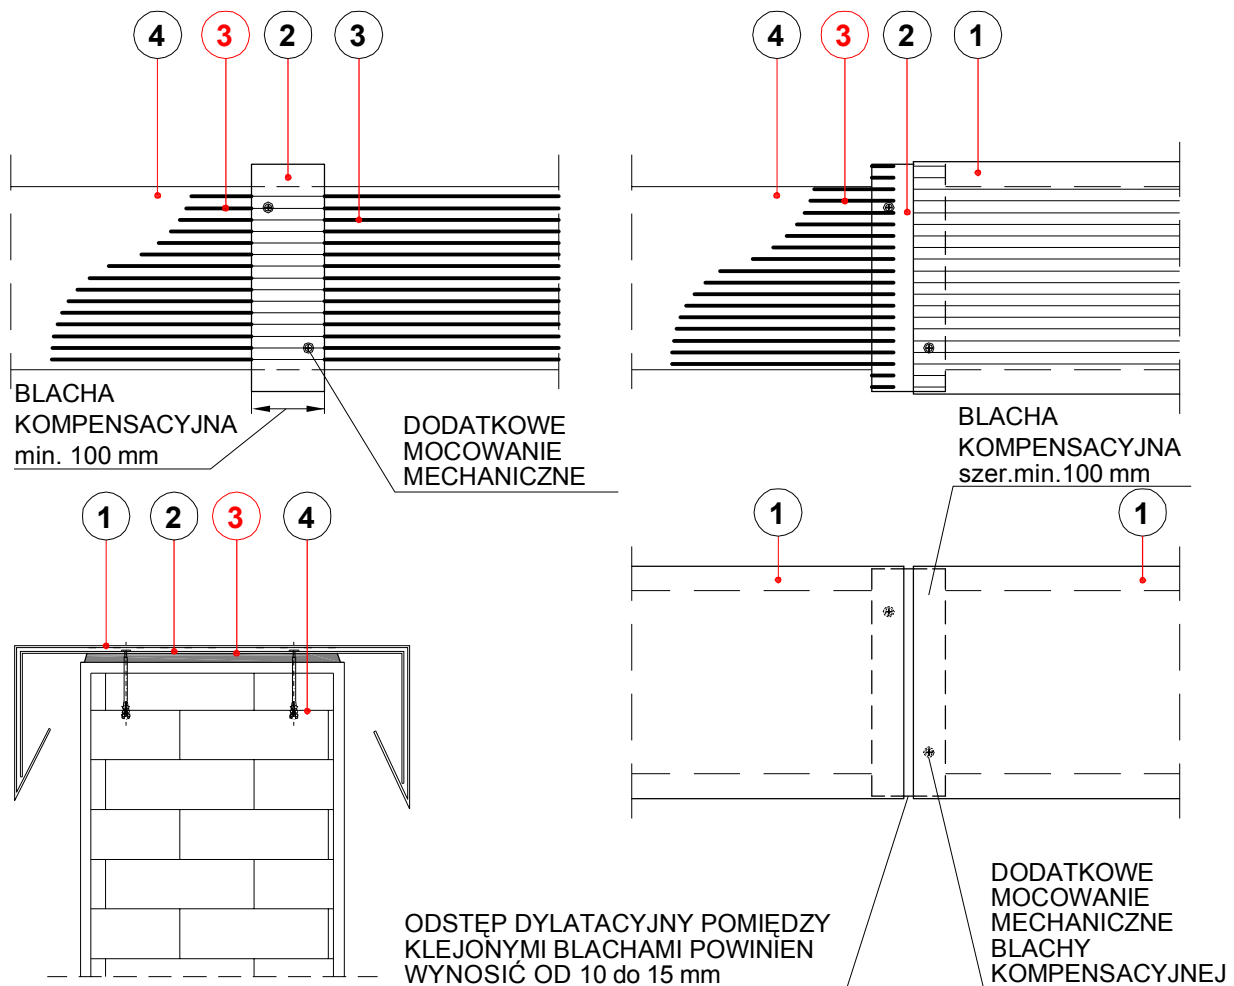 4 3 2 3
4 3 2 1
BLACHA
KOMPENSACYJNA
min. 100 mm
DODATKOWE
MOCOWANIE
MECHANICZNE
BLACHA
KOMPENSACYJNA
szer.min.100 mm
1 2 3 4
1 1
ODSTĘP DYLATACYJNY POMIĘDZY
KLEJONYMI BLACHAMI POWINIEN
WYNOSIĆ OD 10 do 15 mm
DODATKOWE
MOCOWANIE
MECHANICZNE
BLACHY
KOMPENSACYJNEJ